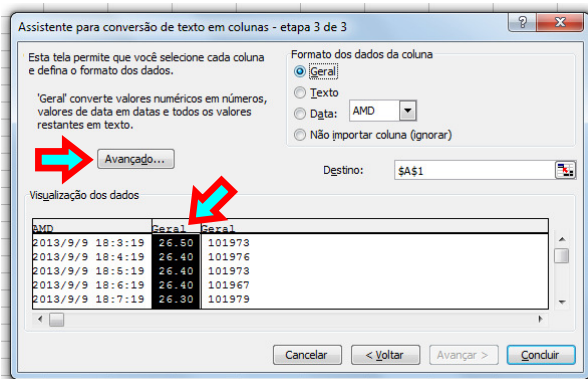 Assistente para conversão de texto em colunas - etapa 3 de 3
Esta tela permite que você selecione cada coluna
e defina o formato dos dados.
'Geral' converte valores numéricos em números,
valores de data em datas e todos os valores
restantes em texto.
Avançado...
Formato dos dados da coluna
Geral
Texto
Data: AMD
Não importar coluna (ignorar)
Destino: $A$1
Visualização dos dados
AMD Geral Geral
2013/9/9 18:3:19 26.50 101973
2013/9/9 18:4:19 26.40 101976
2013/9/9 18:5:19 26.40 101973
2013/9/9 18:6:19 26.40 101967
2013/9/9 18:7:19 26.30 101979
Cancelar < Voltar Avançar > Concluir